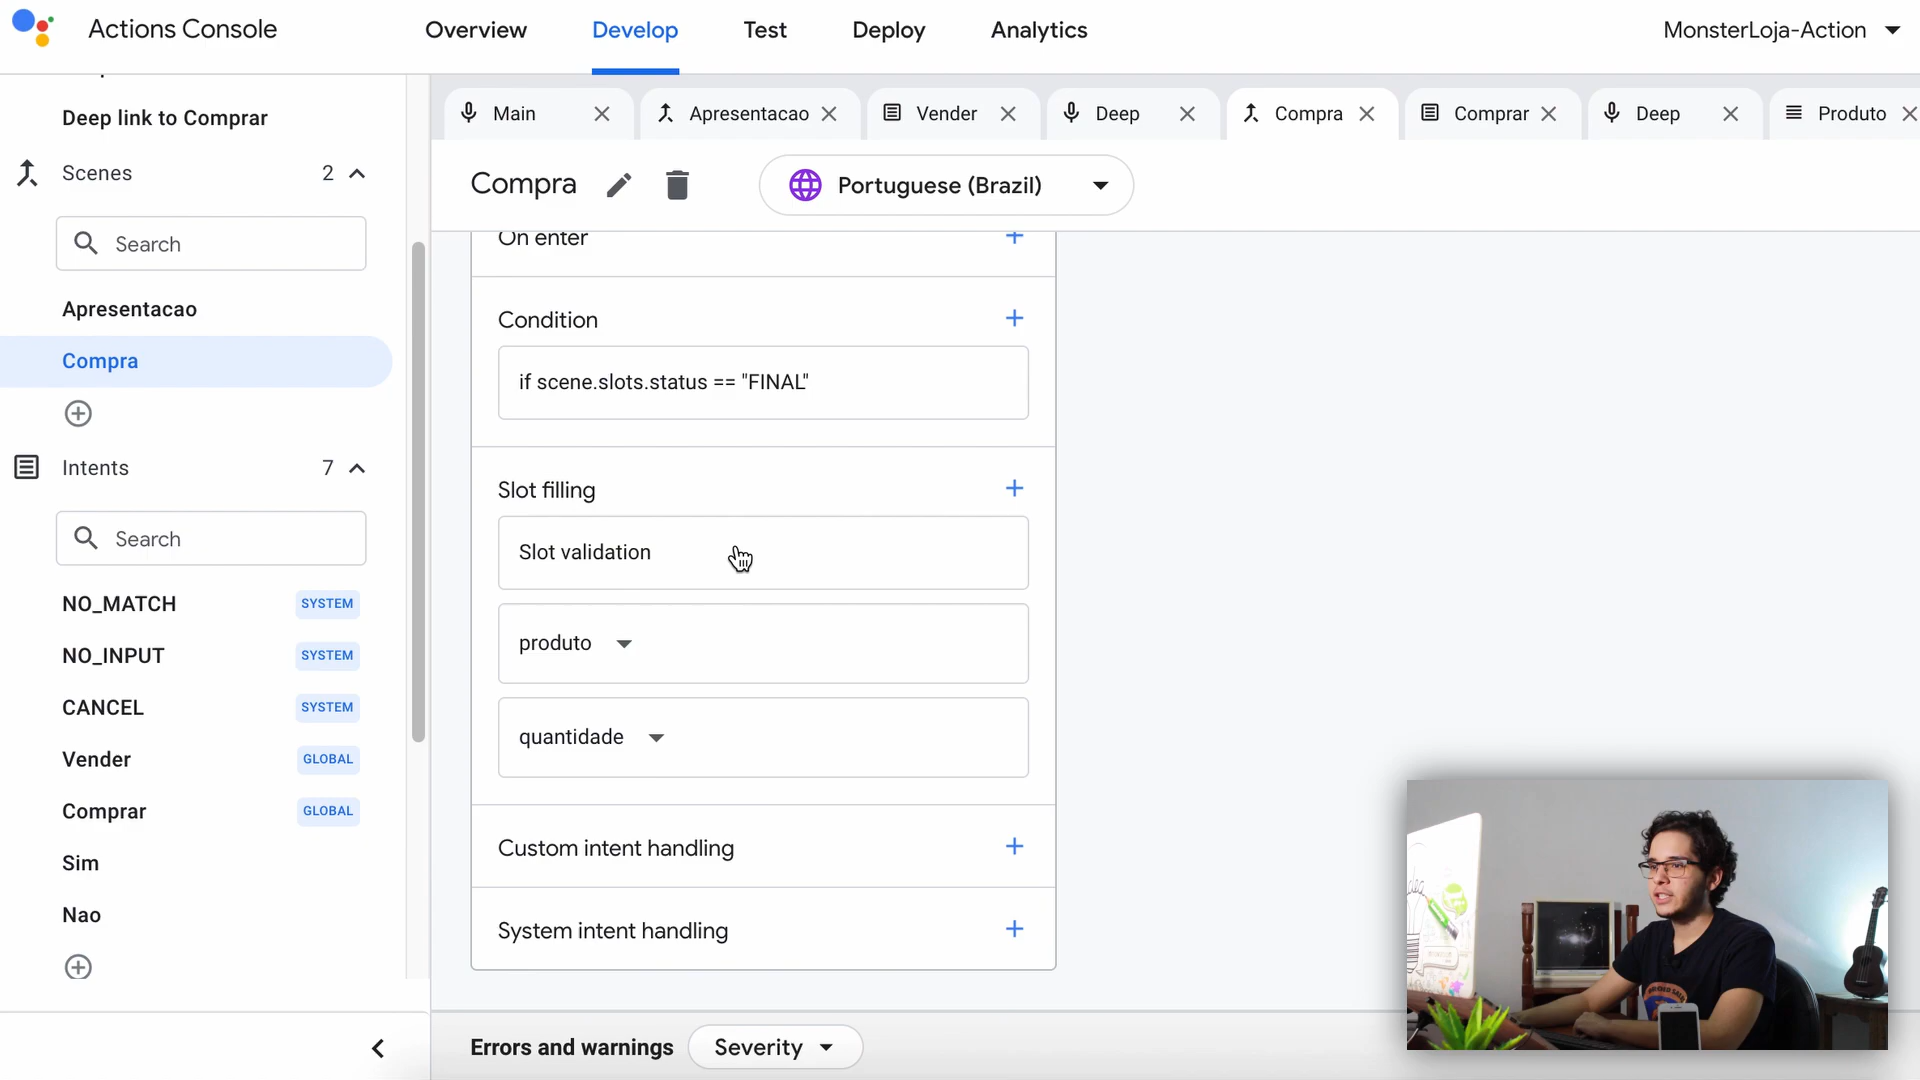 Actions Console
Overview
Develop
Test
Deploy
Analytics
MonsterLoja-Action
Deep link to Comprar
Scenes
2
Search
Apresentacao
Compra
Intents
7
Search
NO_MATCH
SYSTEM
NO_INPUT
SYSTEM
CANCEL
SYSTEM
Vender
GLOBAL
Comprar
GLOBAL
Sim
Nao
Main
Apresentacao
Vender
Deep
Compra
Comprar
Deep
Produto
Compra
Portuguese (Brazil)
On enter
Condition
if scene.slots.status == "FINAL"
Slot filling
Slot validation
produto
quantidade
Custom intent handling
System intent handling
Errors and warnings
Severity